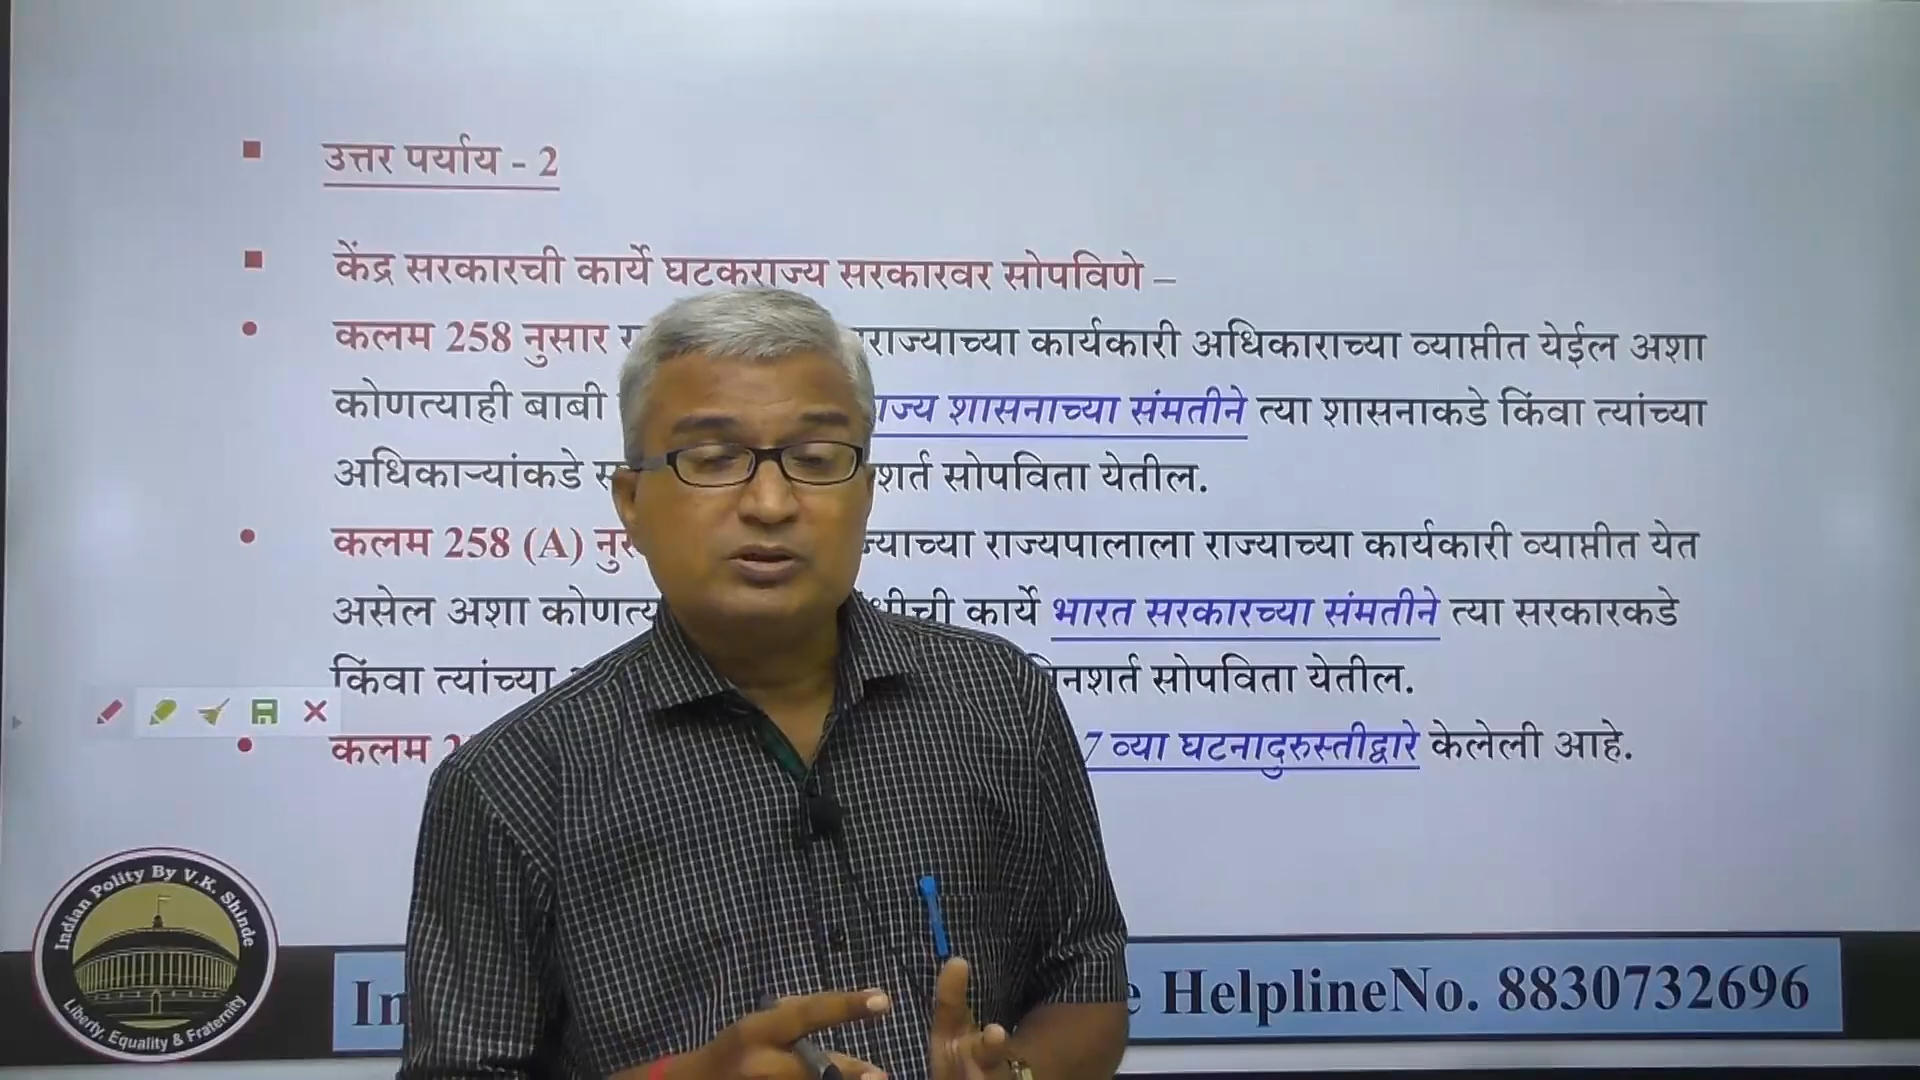 उत्तर पर्याय - 2
केंद्र सरकारची कार्ये घटकराज्य सरकारवर सोपविणे –
कलम 258 नुसार राज्याच्या कार्यकारी अधिकाराच्या व्याप्तीत येईल अशा
कोणत्याही बाबी राज्य शासनाच्या संमतीने त्या शासनाकडे किंवा त्यांच्या
अधिकाऱ्यांकडे शर्त सोपविता येतील.
कलम 258 (A) राज्यपालाला राज्याच्या कार्यकारी व्याप्तीत येत
असेल अशा कार्ये भारत सरकारच्या संमतीने त्या सरकारकडे
किंवा त्यांच्या बिनशर्त सोपविता येतील.
कलम 7 व्या घटनादुरुस्तीद्वारे केलेली आहे.
Indian Polity By V.K. Shinde
Liberty, Equality & Fraternity
HelplineNo. 8830732696